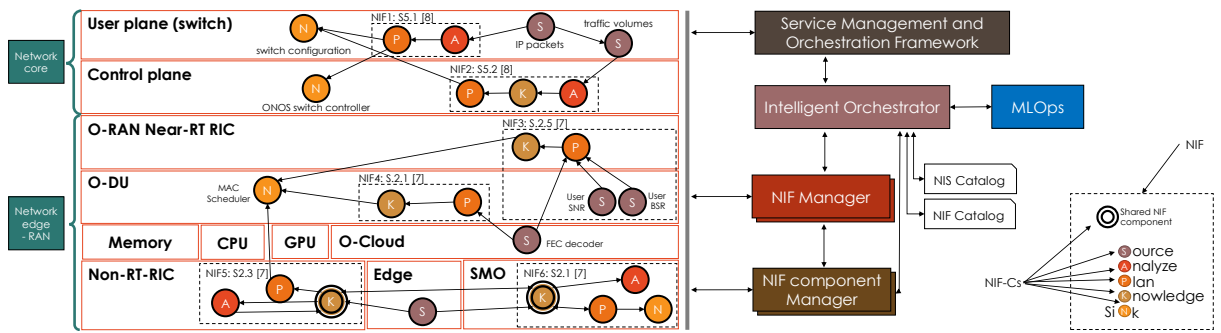 User plane (switch)
N
switch configuration
NIF1: S5.1 [8]
P
A
S
IP packets
traffic volumes
S
Network
core
Control plane
N
ONOS switch controller
NIF2: S5.2 [8]
P
K
A
O-RAN Near-RT RIC
NIF3: S.2.5 [7]
K
P
O-DU
MAC
Scheduler
N
NIF4: S.2.1 [7]
K
P
User
SNR
S
S
User
BSR
Network
edge
- RAN
Memory
CPU
GPU
O-Cloud
S
FEC decoder
Non-RT-RIC
NIF5: S2.3 [7]
A
P
K
Edge
S
SMO
NIF6: S2.1 [7]
K
A
P
N
Service Management and
Orchestration Framework
Intelligent Orchestrator
MLOps
NIF Manager
NIS Catalog
NIF Catalog
NIF component
Manager
NIF
Shared NIF
component
NIF-Cs
Source
Analyze
Plan
Knowledge
SiNk